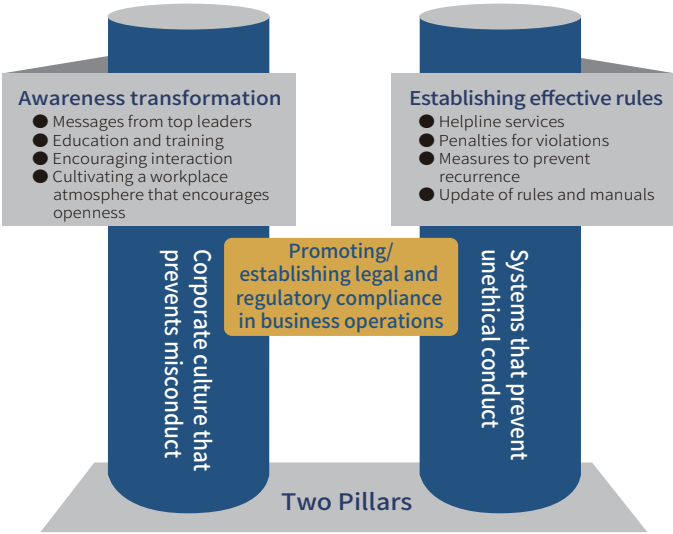 Awareness transformation
● Messages from top leaders
● Education and training
● Encouraging interaction
● Cultivating a workplace
atmosphere that encourages
openness
Establishing effective rules
● Helpline services
● Penalties for violations
● Measures to prevent
recurrence
● Update of rules and manuals
Corporate culture that
prevents misconduct
Promoting/
establishing legal and
regulatory compliance
in business operations
Systems that prevent
unethical conduct
Two Pillars